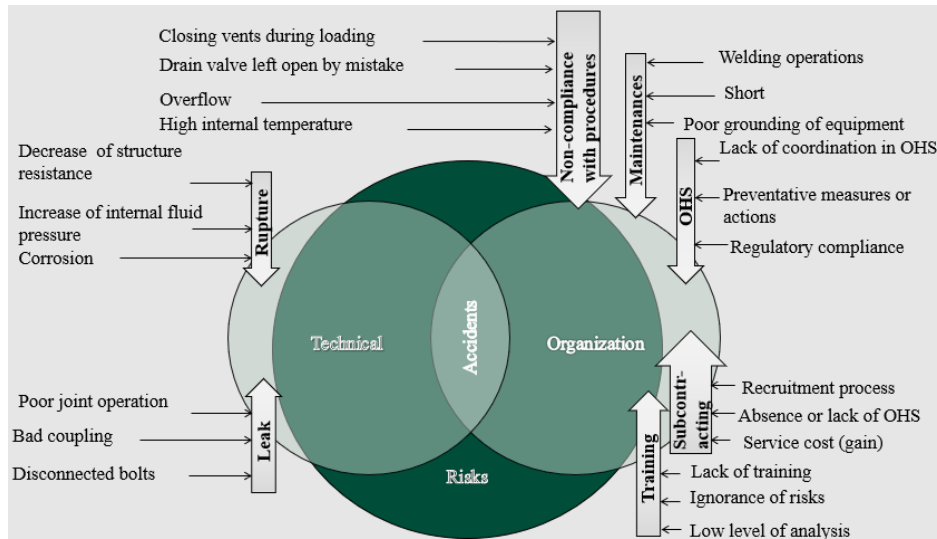 Closing vents during loading
Drain valve left open by mistake
Overflow
High internal temperature
Non-compliance
with procedures
Maintenances
Welding operations
Short
Poor grounding of equipment
Decrease of structure
resistance
Increase of internal fluid
pressure
Corrosion
Rupture
OHS
Lack of coordination in OHS
Preventative measures or
actions
Regulatory compliance
Technical
Accidents
Organization
Risks
Poor joint operation
Bad coupling
Disconnected bolts
Leak
Training
Subcontr-
acting
Recruitment process
Absence or lack of OHS
Service cost (gain)
Lack of training
Ignorance of risks
Low level of analysis